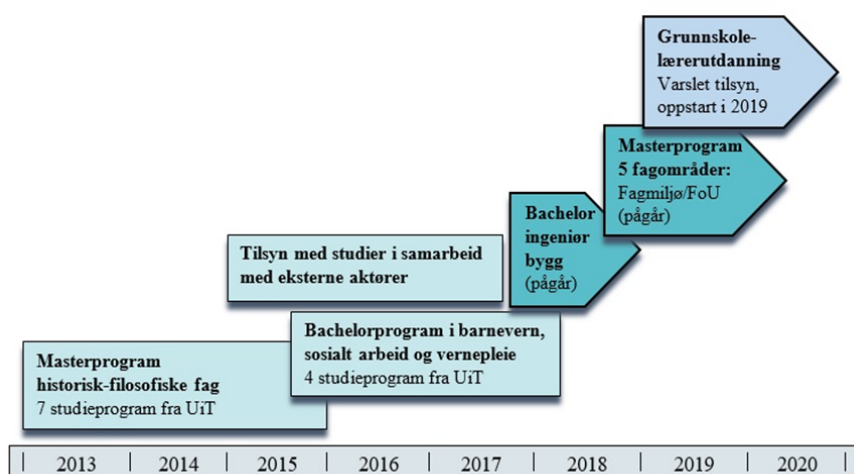 Grunnskole-
lærerutdanning
Varslet tilsyn,
oppstart i 2019
Masterprogram
5 fagområder:
Fagmiljø/FoU
(pågår)
Bachelor
ingeniør
bygg
(pågår)
Tilsyn med studier i samarbeid
med eksterne aktører
Bachelorprogram i barnevern,
sosialt arbeid og vernepleie
4 studieprogram fra UiT
Masterprogram
historisk-filosofiske fag
7 studieprogram fra UiT
2013 2014 2015 2016 2017 2018 2019 2020